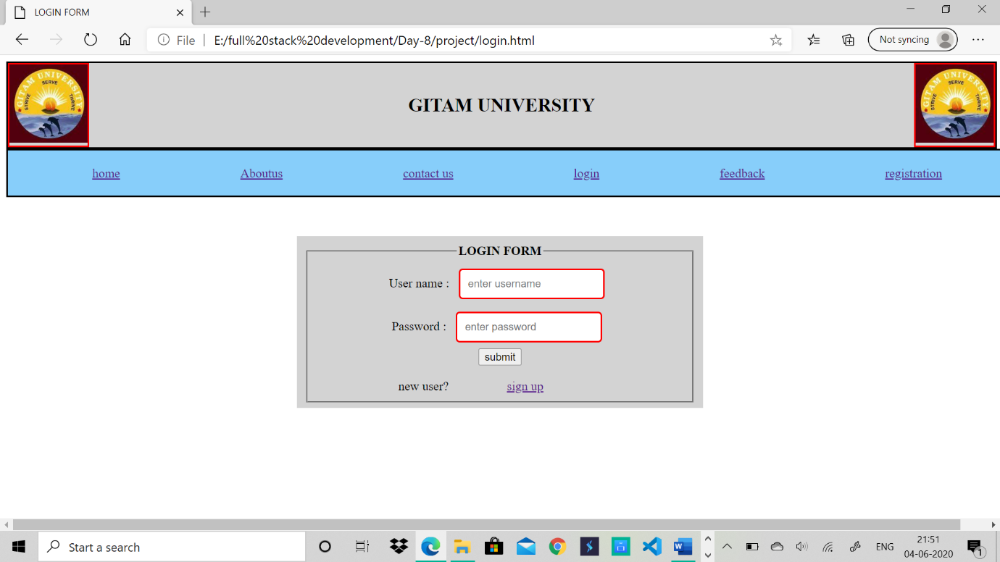 LOGIN FORM
Not syncing
File
E:/full%20stack%20development/Day-8/project/login.html
GITAM UNIVERSITY
STRIVE SERVE THRIVE
GITAM UNIVERSITY
GITAM UNIVERSITY
STRIVE SERVE THRIVE
home Aboutus contact us login feedback registration
LOGIN FORM
User name : enter username
Password : enter password
submit
new user? sign up
Start a search
ENG
21:51
04-06-2020
1